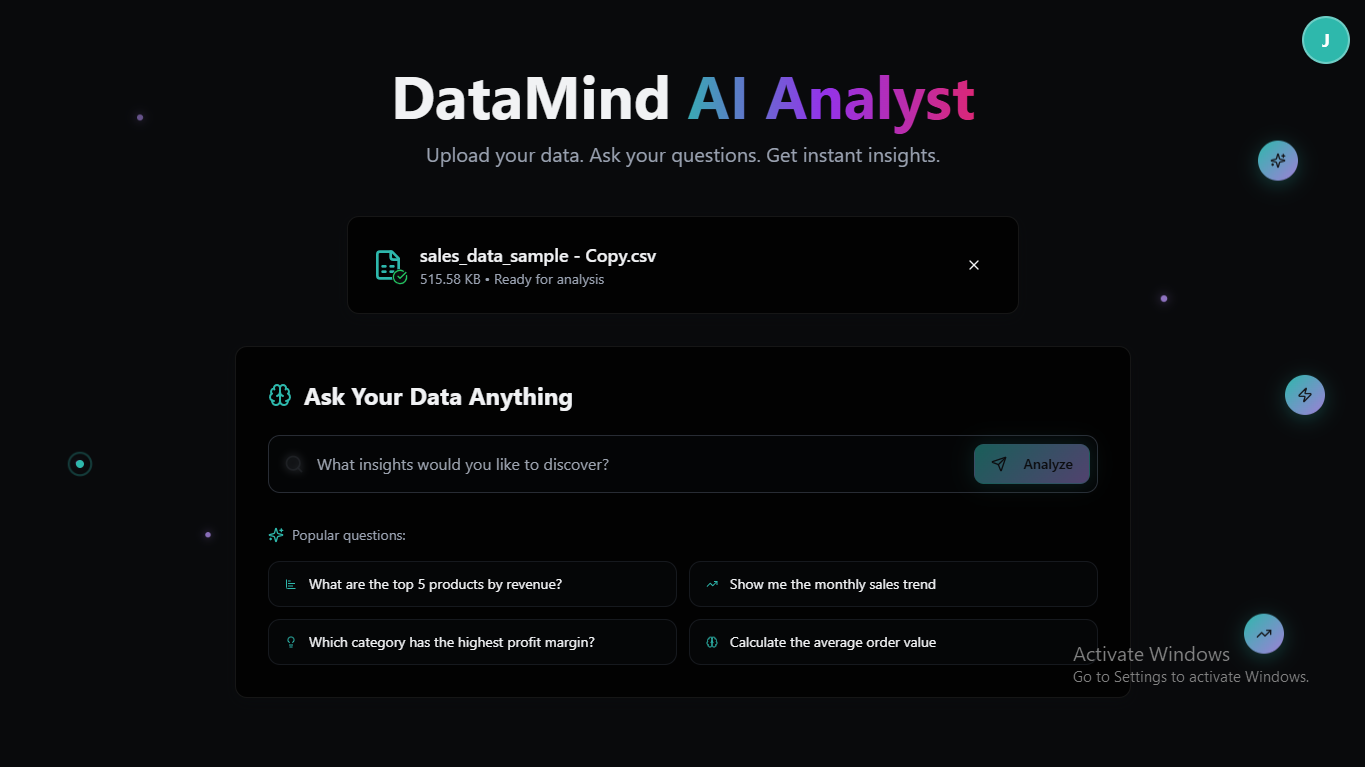 J
DataMind AI Analyst
Upload your data. Ask your questions. Get instant insights.
sales_data_sample - Copy.csv
515.58 KB • Ready for analysis
Ask Your Data Anything
What insights would you like to discover?
Analyze
Popular questions:
What are the top 5 products by revenue?
Show me the monthly sales trend
Which category has the highest profit margin?
Calculate the average order value
Activate Windows
Go to Settings to activate Windows.